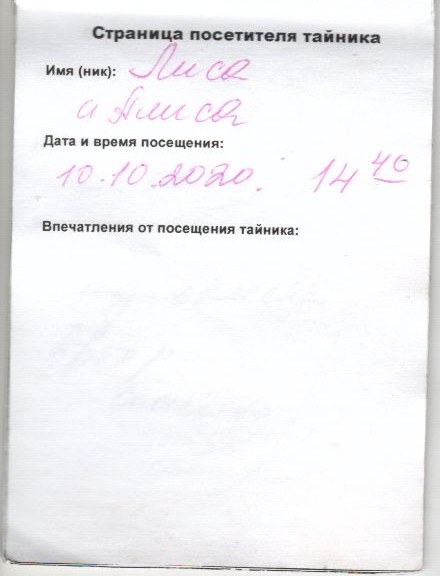 Страница посетителя тайника
Имя (ник): Лиса
и Алиса
Дата и время посещения:
10.10.2020. 14 40
Впечатления от посещения тайника: